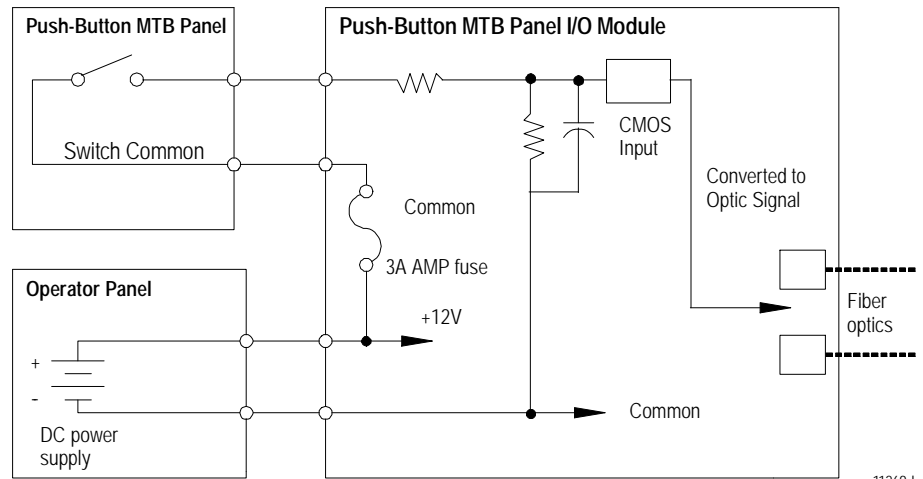 Push-Button MTB Panel
Push-Button MTB Panel I/O Module
Switch Common
CMOS
Input
Converted to
Optic Signal
Common
3A AMP fuse
Operator Panel
+12V
Fiber
optics
+
-
Common
DC power
supply